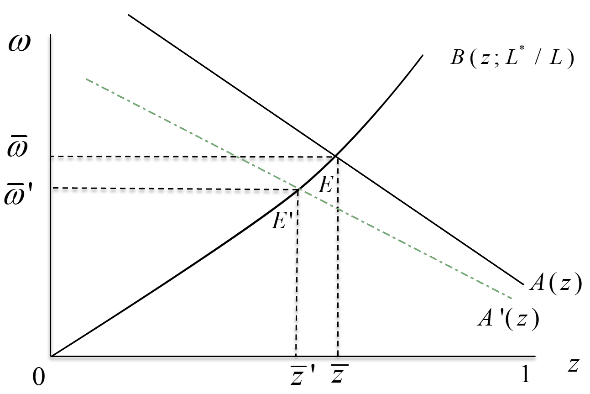 ω
B(z; L* / L)
ω̅
ω̅'
E
E'
A(z)
A'(z)
0
z̅'
z̅
1
z